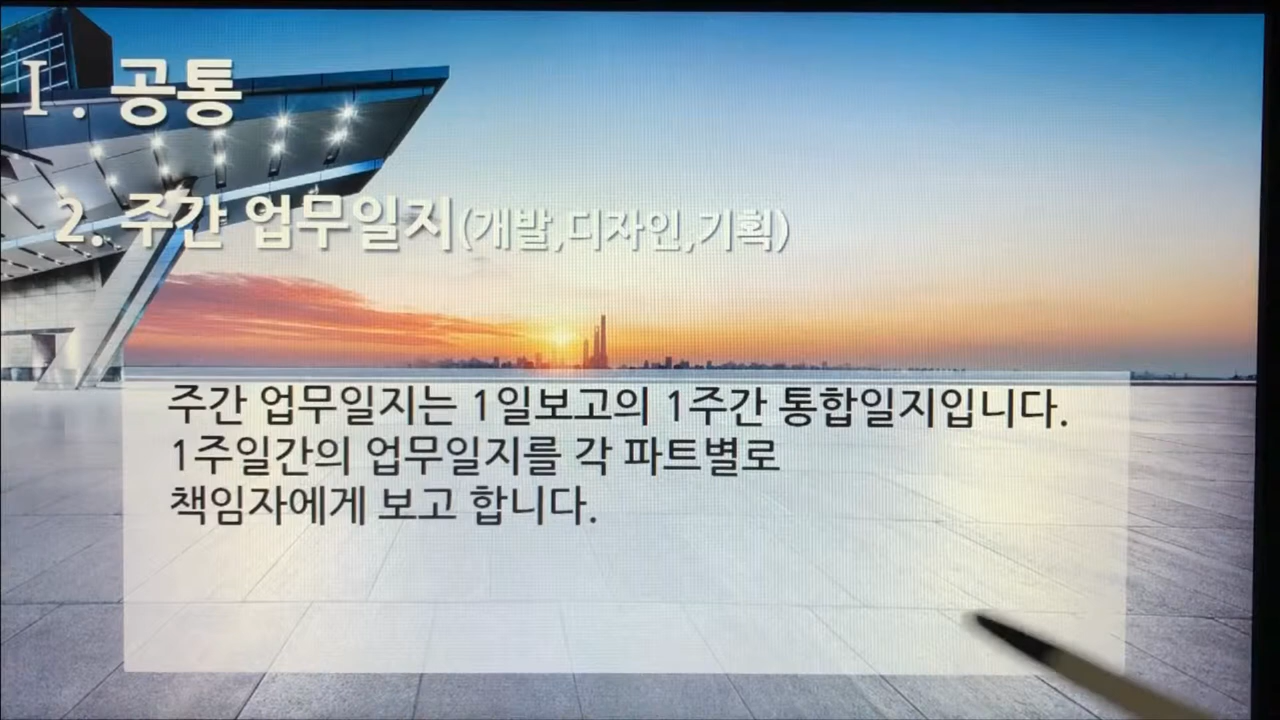 Ⅰ. 공통
2. 주간 업무일지(개발,디자인,기획)
주간 업무일지는 1일보고의 1주간 통합일지입니다.
1주일간의 업무일지를 각 파트별로
책임자에게 보고 합니다.